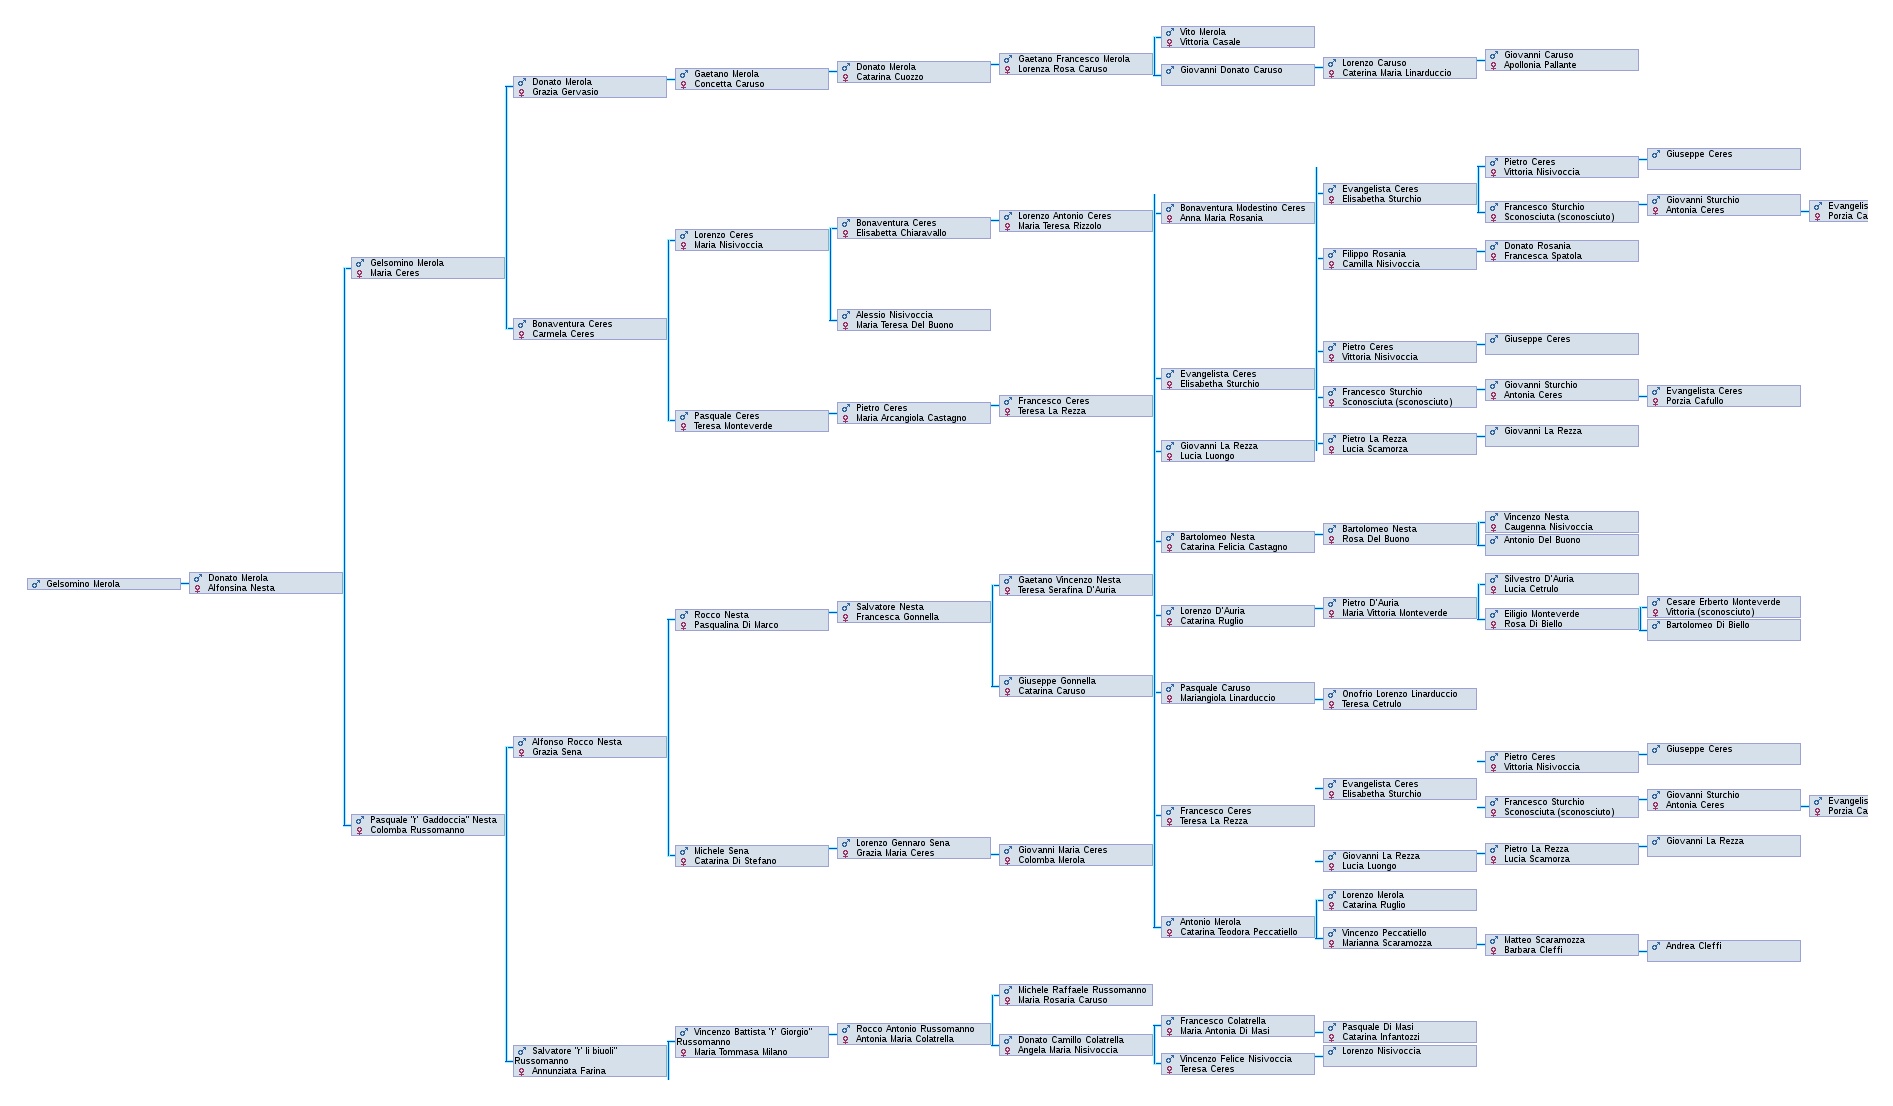 Gelsomino Merola
Donato Merola
Alfonsina Nesta
Gelsomino Merola
Maria Ceres
Pasquale "r' Gaddoccia" Nesta
Colomba Russomanno
Donato Merola
Grazia Gervasio
Bonaventura Ceres
Carmela Ceres
Alfonso Rocco Nesta
Grazia Sena
Salvatore "r' li biuoli"
Russomanno
Annunziata Farina
Gaetano Merola
Concetta Caruso
Lorenzo Ceres
Maria Nisivoccia
Pasquale Ceres
Teresa Monteverde
Rocco Nesta
Pasqualina Di Marco
Michele Sena
Catarina Di Stefano
Vincenzo Battista "r' Giorgio"
Russomanno
Maria Tommasa Milano
Donato Merola
Catarina Cuozzo
Bonaventura Ceres
Elisabetta Chiaravallo
Alessio Nisivoccia
Maria Teresa Del Buono
Pietro Ceres
Maria Arcangiola Castagno
Salvatore Nesta
Francesca Gonnella
Lorenzo Gennaro Sena
Grazia Maria Ceres
Rocco Antonio Russomanno
Antonia Maria Colatrella
Gaetano Francesco Merola
Lorenza Rosa Caruso
Lorenzo Antonio Ceres
Maria Teresa Rizzolo
Francesco Ceres
Teresa La Rezza
Gaetano Vincenzo Nesta
Teresa Serafina D'Auria
Giuseppe Gonnella
Catarina Caruso
Giovanni Maria Ceres
Colomba Merola
Michele Raffaele Russomanno
Maria Rosaria Caruso
Donato Camillo Colatrella
Angela Maria Nisivoccia
Vito Merola
Vittoria Casale
Giovanni Donato Caruso
Bonaventura Modestino Ceres
Anna Maria Rosania
Evangelista Ceres
Elisabetha Sturchio
Giovanni La Rezza
Lucia Luongo
Bartolomeo Nesta
Catarina Felicia Castagno
Lorenzo D'Auria
Catarina Ruglio
Pasquale Caruso
Mariangiola Linarduccio
Francesco Ceres
Teresa La Rezza
Antonio Merola
Catarina Teodora Peccatiello
Francesco Colatrella
Maria Antonia Di Masi
Vincenzo Felice Nisivoccia
Teresa Ceres
Lorenzo Caruso
Caterina Maria Linarduccio
Evangelista Ceres
Elisabetha Sturchio
Filippo Rosania
Camilla Nisivoccia
Pietro Ceres
Vittoria Nisivoccia
Francesco Sturchio
Sconosciuta (sconosciuto)
Pietro La Rezza
Lucia Scamorza
Bartolomeo Nesta
Rosa Del Buono
Pietro D'Auria
Maria Vittoria Monteverde
Onofrio Lorenzo Linarduccio
Teresa Cetrulo
Evangelista Ceres
Elisabetha Sturchio
Giovanni La Rezza
Lucia Luongo
Lorenzo Merola
Catarina Ruglio
Vincenzo Peccatiello
Marianna Scaramozza
Pasquale Di Masi
Catarina Infantozzi
Lorenzo Nisivoccia
Giovanni Caruso
Apollonia Pallante
Pietro Ceres
Vittoria Nisivoccia
Francesco Sturchio
Sconosciuta (sconosciuto)
Donato Rosania
Francesca Spatola
Giuseppe Ceres
Giovanni Sturchio
Antonia Ceres
Giovanni La Rezza
Vincenzo Nesta
Caugenna Nisivoccia
Antonio Del Buono
Silvestro D'Auria
Lucia Cetrulo
Eiligio Monteverde
Rosa Di Biello
Pietro Ceres
Vittoria Nisivoccia
Francesco Sturchio
Sconosciuta (sconosciuto)
Pietro La Rezza
Lucia Scamorza
Matteo Scaramozza
Barbara Cleffi
Giuseppe Ceres
Giovanni Sturchio
Antonia Ceres
Evangelista Ceres
Porzia Cafullo
Cesare Erberto Monteverde
Vittoria (sconosciuto)
Bartolomeo Di Biello
Giuseppe Ceres
Giovanni Sturchio
Antonia Ceres
Giovanni La Rezza
Andrea Cleffi
Evangelis
Porzia Ca
Evangelis
Porzia Ca